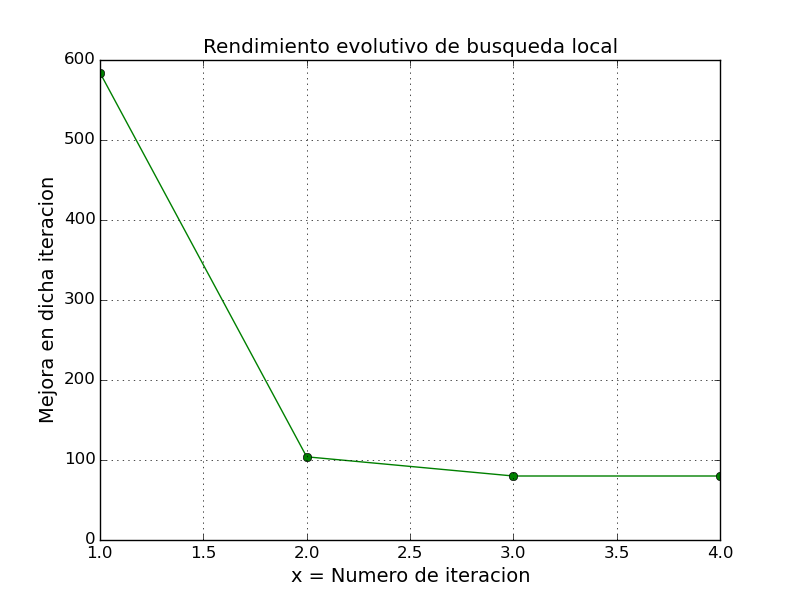 Rendimiento evolutivo de busqueda local
600
500
400
300
200
100
0
Mejora en dicha iteracion
1.0 1.5 2.0 2.5 3.0 3.5 4.0
x = Numero de iteracion